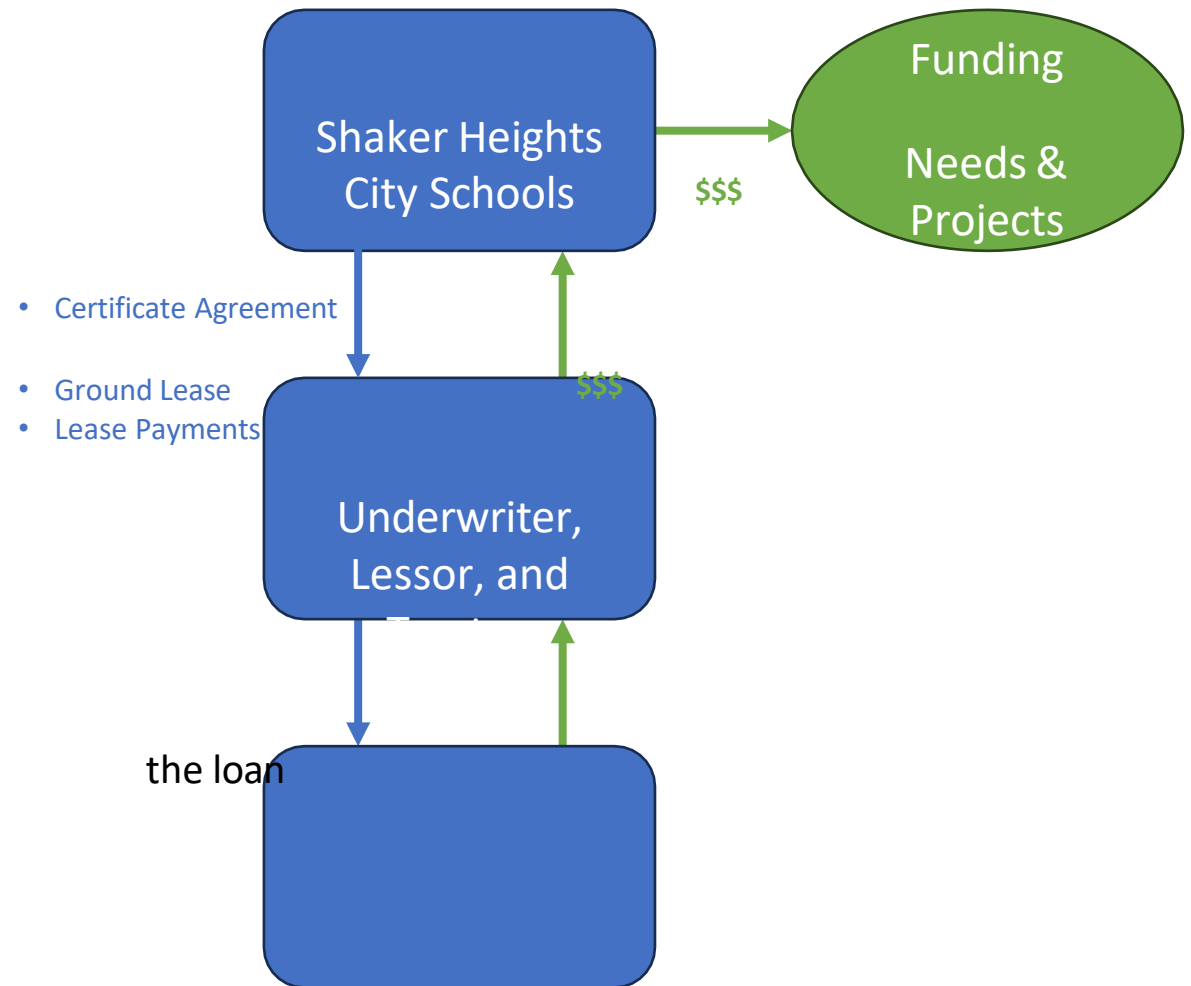 Funding
Needs &
Projects
Shaker Heights
City Schools
$$$
• Certificate Agreement
• Ground Lease
• Lease Payments
$$$
Underwriter,
Lessor, and
the loan